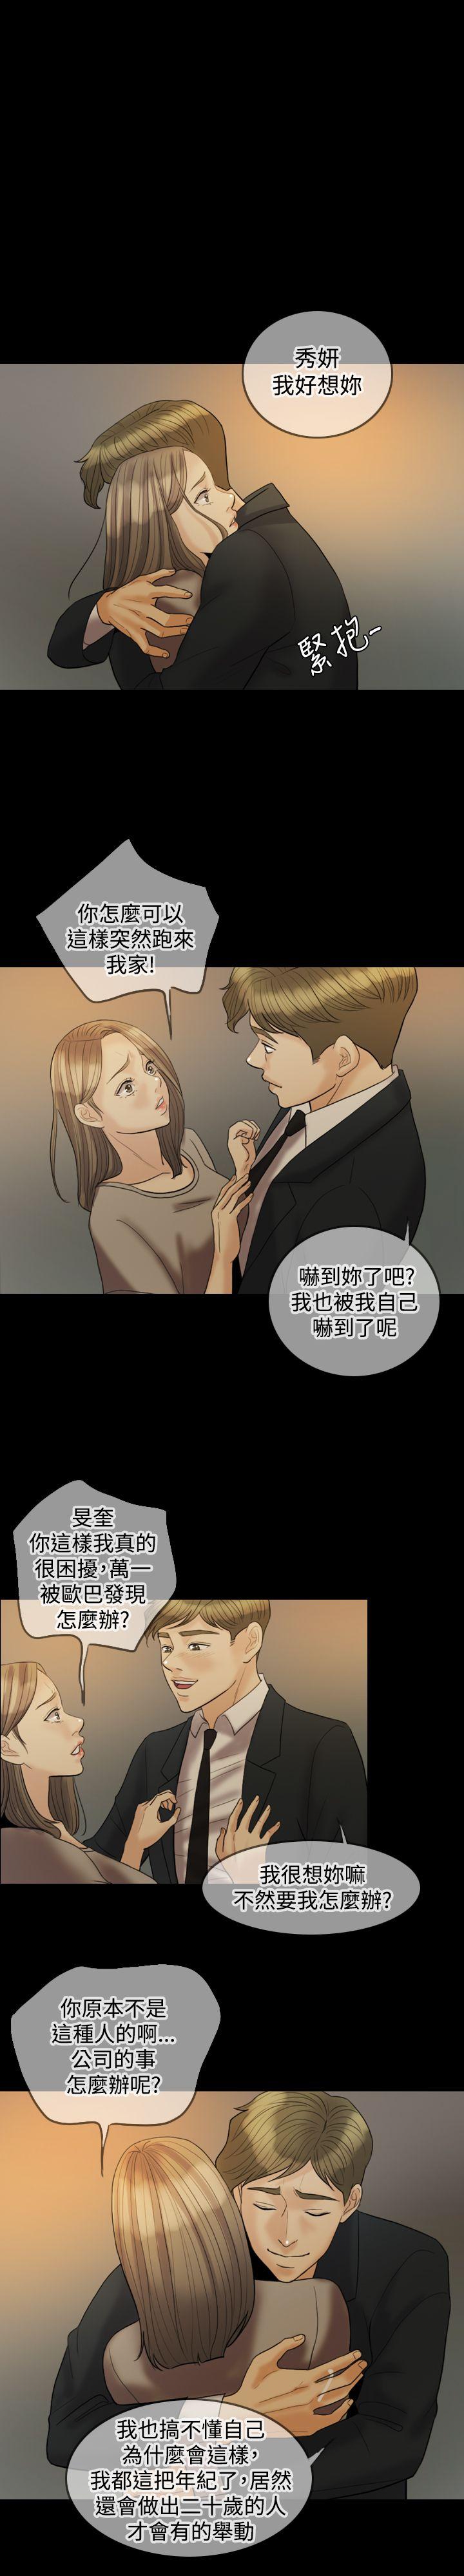 秀妍
我好想妳
緊抱-
你怎麼可以
這樣突然跑來
我家!
嚇到妳了吧?
我也被我自己
嚇到了呢
旻奎
你這樣我真的
很困擾,萬一
被歐巴發現
怎麼辦?
我很想妳嘛
不然要我怎麼辦?
你原本不是
這種人的啊...
公司的事
怎麼辦呢?
我也搞不懂自己
為什麼會這樣,
我都這把年紀了,居然
還會做出二十歲的人
才會有的舉動